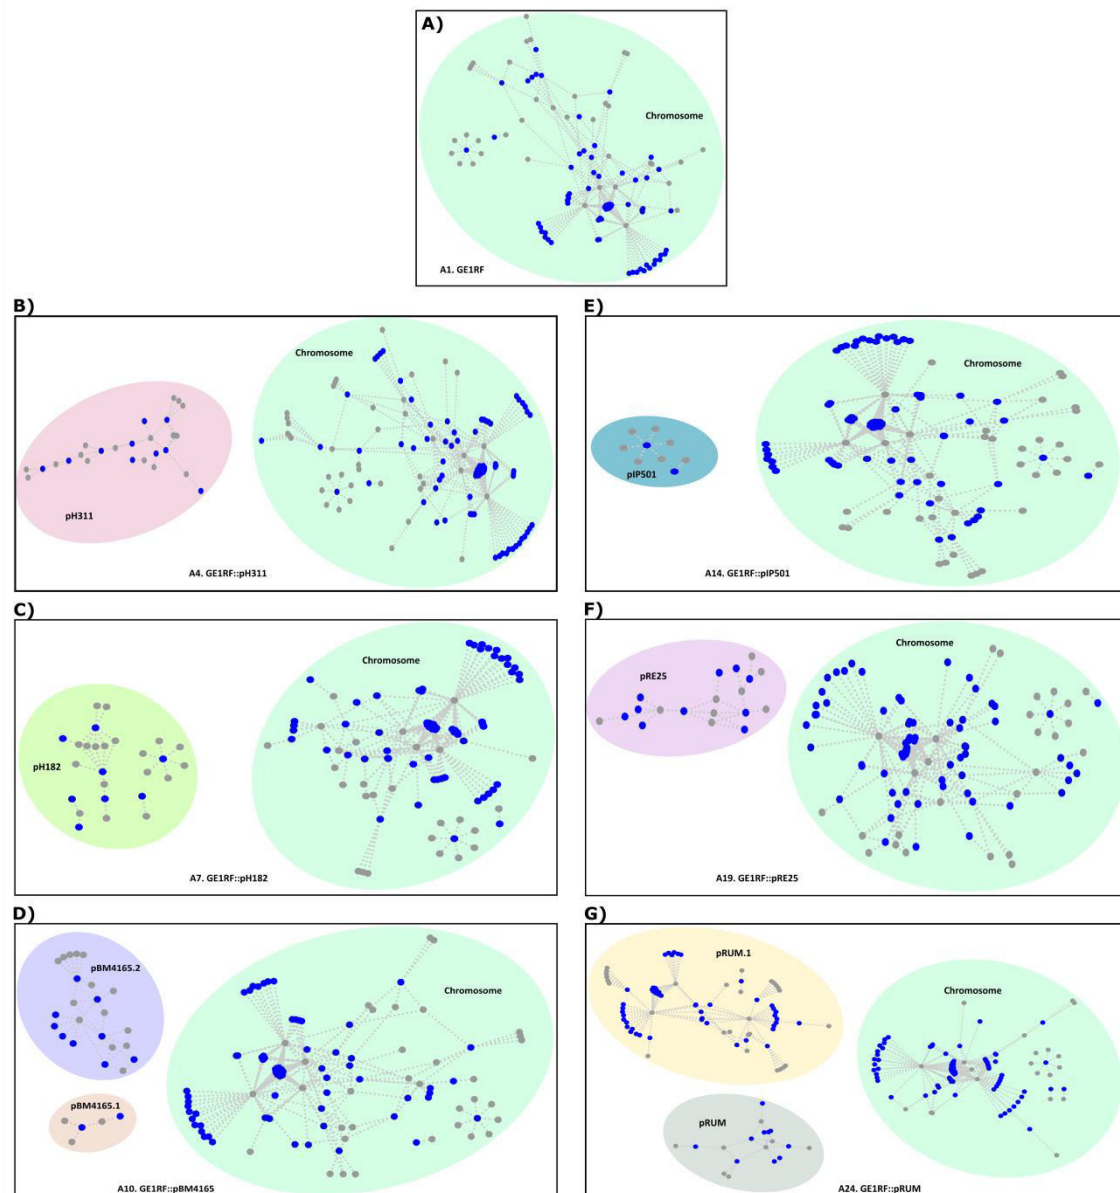 A)
Chromosome
A1. GE1RF
B)
Chromosome
pH311
A4. GE1RF::pH311
E)
Chromosome
pIP501
A14. GE1RF::pIP501
C)
Chromosome
pH182
A7. GE1RF::pH182
F)
Chromosome
pRE25
A19. GE1RF::pRE25
D)
pBM4165.2
Chromosome
pBM4165.1
A10. GE1RF::pBM4165
G)
pRUM.1
Chromosome
pRUM
A24. GE1RF::pRUM